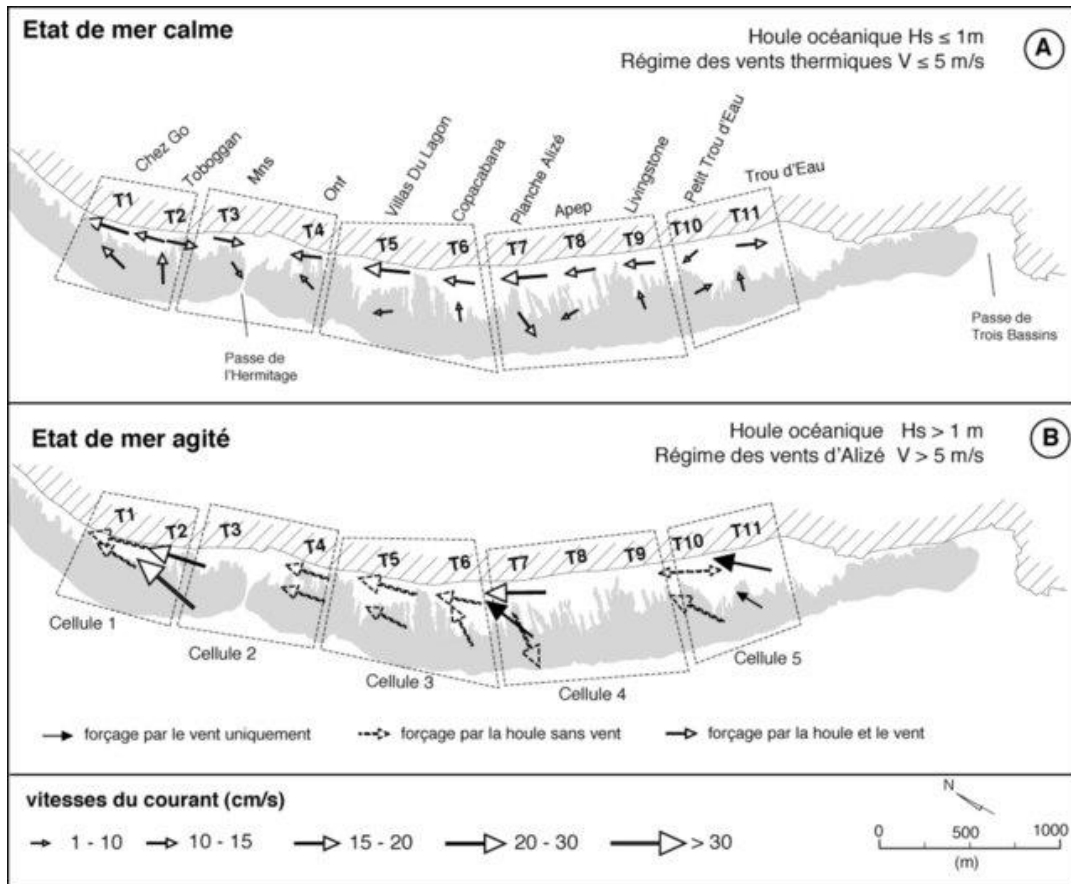 Etat de mer calme
Houle océanique Hs ≤ 1m
Régime des vents thermiques V ≤ 5 m/s
A
Chez Go
Toboggan
Mns
Onf
Villas Du Lagon
Copacabana
Planche Alizé
Apep
Livingstone
Petit Trou d'Eau
Trou d'Eau
T1
T2
T3
T4
T5
T6
T7
T8
T9
T10
T11
Passe de
l'Hermitage
Passe de
Trois Bassins
Etat de mer agité
Houle océanique Hs > 1 m
Régime des vents d'Alizé V > 5 m/s
B
T1
T2
T3
T4
T5
T6
T7
T8
T9
T10
T11
Cellule 1
Cellule 2
Cellule 3
Cellule 4
Cellule 5
forçage par le vent uniquement
forçage par la houle sans vent
forçage par la houle et le vent
vitesses du courant (cm/s)
1 - 10
10 - 15
15 - 20
20 - 30
> 30
N
0 500 1000
(m)